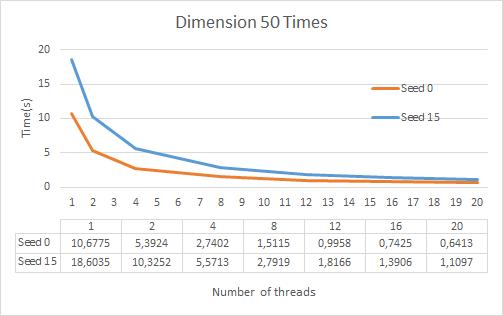 Dimension 50 Times
20
15
10
5
0
Time(s)
Seed 0
Seed 15
1 2 3 4 5 6 7 8 9 10 11 12 13 14 15 16 17 18 19 20
1 2 4 8 12 16 20
Seed 0 10,6775 5,3924 2,7402 1,5115 0,9958 0,7425 0,6413
Seed 15 18,6035 10,3252 5,5713 2,7919 1,8166 1,3906 1,1097
Number of threads